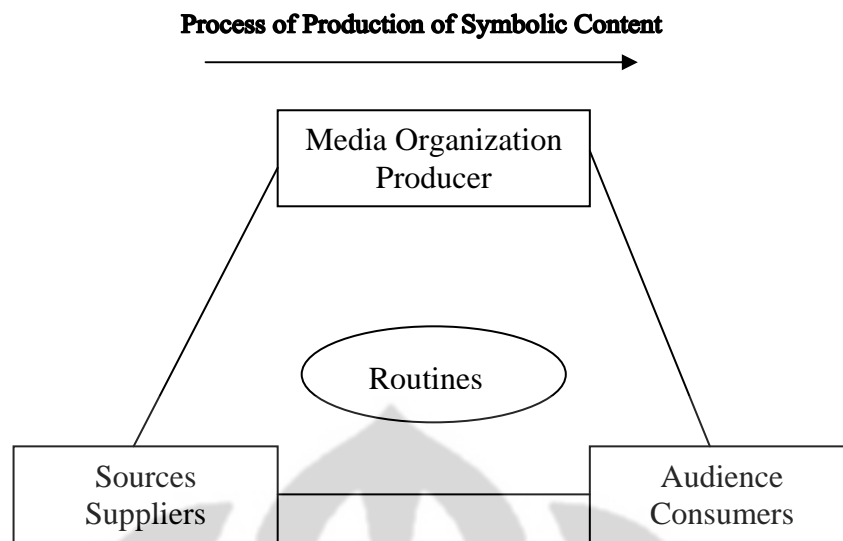 Process of Production of Symbolic Content
Media Organization
Producer
Routines
Sources
Suppliers
Audience
Consumers